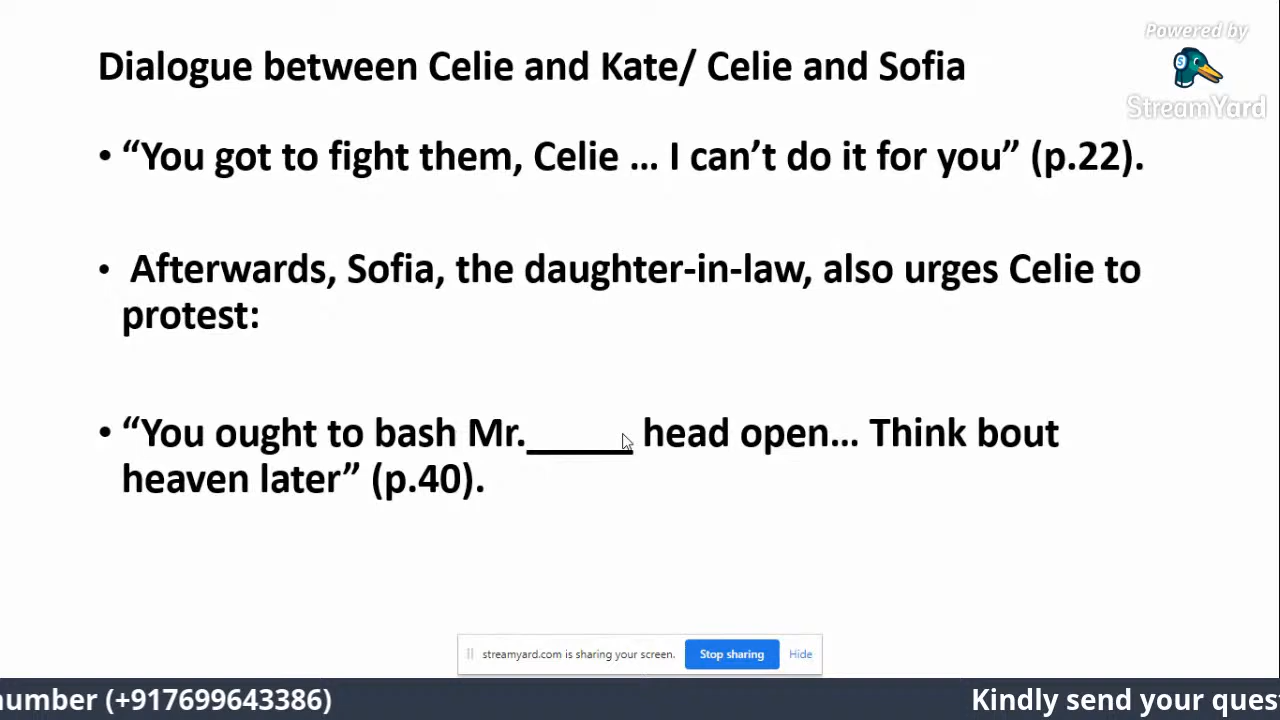 Powered by
StreamYard
Dialogue between Celie and Kate/ Celie and Sofia
• “You got to fight them, Celie ... I can’t do it for you” (p.22).
• Afterwards, Sofia, the daughter-in-law, also urges Celie to
protest:
• “You ought to bash Mr._____ head open... Think bout
heaven later” (p.40).
streamyard.com is sharing your screen. Stop sharing Hide
number (+917699643386) Kindly send your ques